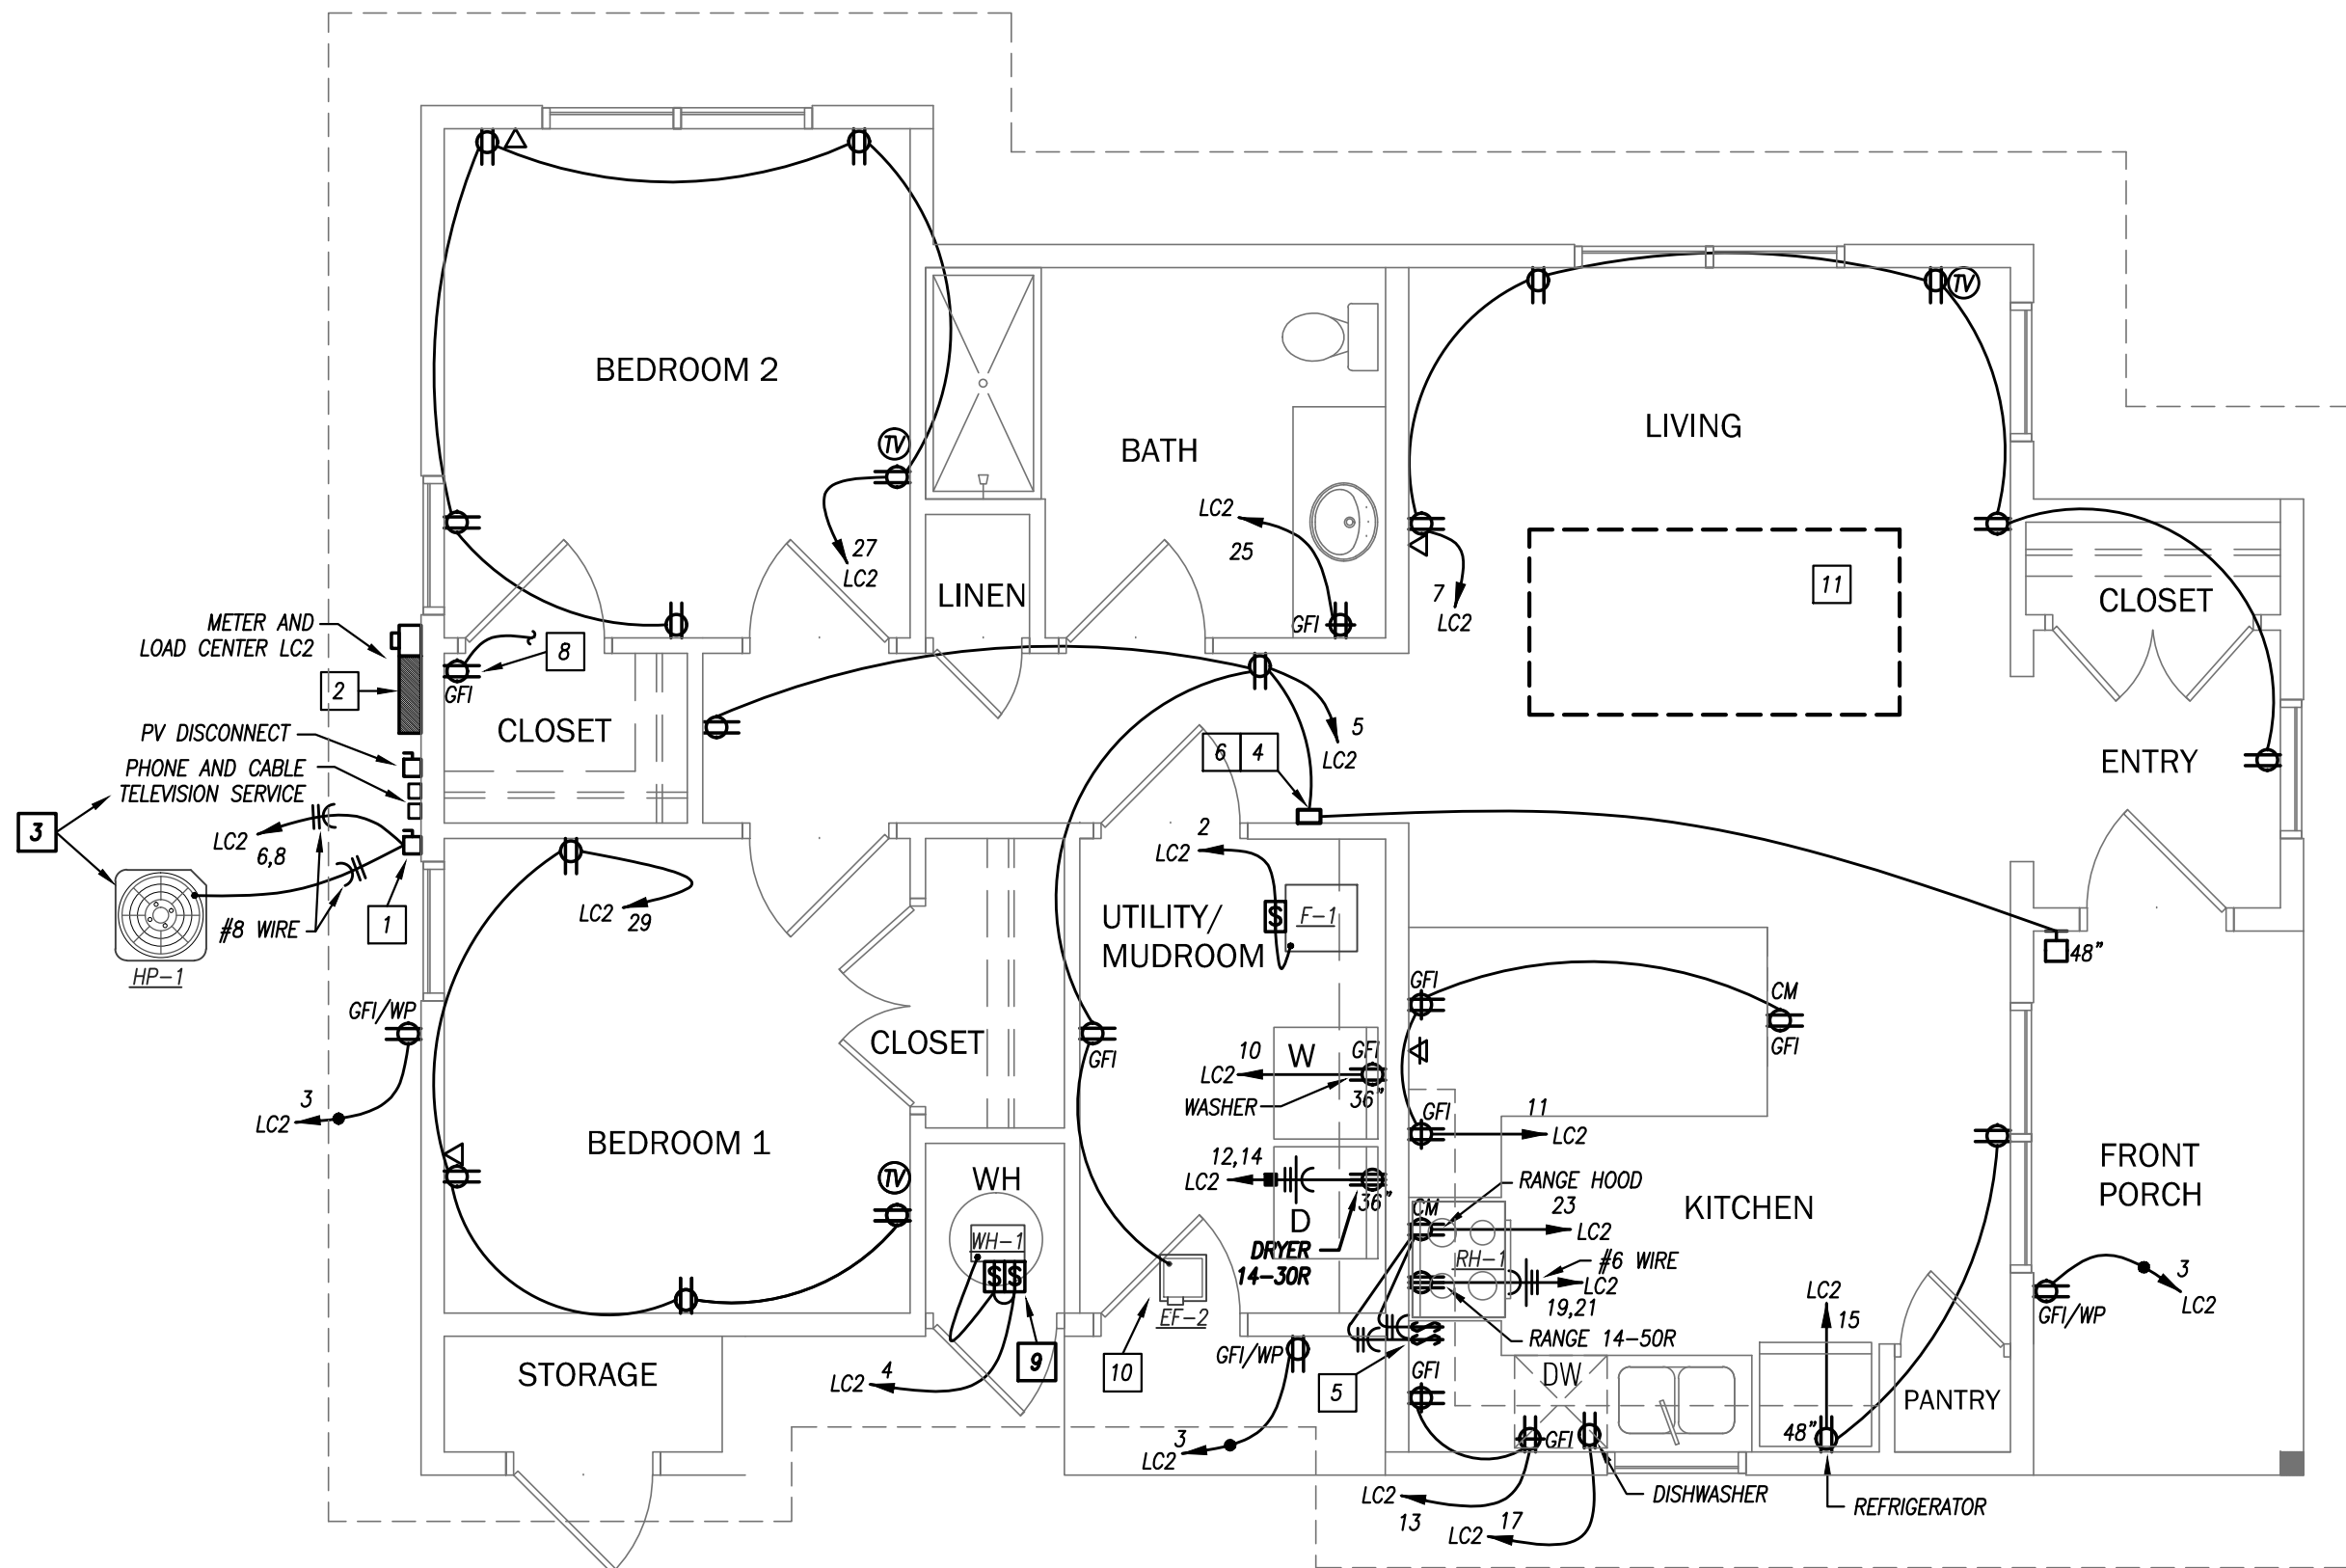 TV
BEDROOM 2
LIVING
TV
BATH
LC2
25
27
LC2
LINEN
GFI
7
LC2
11
CLOSET
METER AND
LOAD CENTER LC2
2
8
GFI
CLOSET
PV DISCONNECT
PHONE AND CABLE
TELEVISION SERVICE
3
LC2
6,8
#8 WIRE
1
HP-1
6
4
5
LC2
ENTRY
2
LC2
LC2
29
UTILITY/
MUDROOM
$
F-1
48"
GFI/WP
3
LC2
CLOSET
GFI
GFI
CM
GFI
10
LC2
W
GFI
WASHER
36"
GFI
11
LC2
BEDROOM 1
TV
WH
12,14
LC2
36"
D
DRYER
14-30R
CM
RANGE HOOD
23
LC2
KITCHEN
FRONT
PORCH
WH-1
$ $
RH-1
#6 WIRE
LC2
19,21
RANGE 14-50R
EF-2
9
10
GFI/WP
5
GFI
DW
LC2
15
PANTRY
3
LC2
GFI/WP
STORAGE
4
LC2
3
LC2
GFI
48"
LC2
13
17
LC2
DISHWASHER
REFRIGERATOR